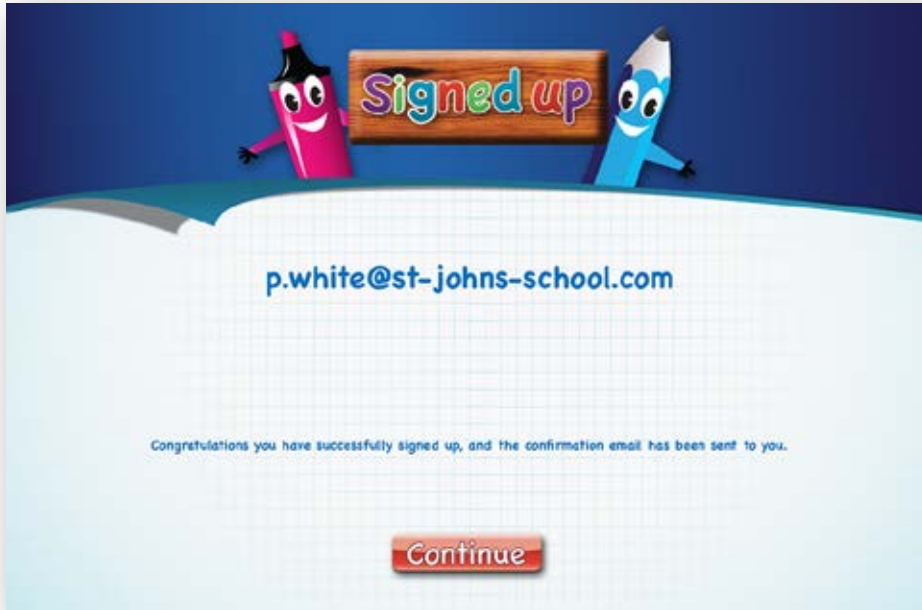 Signed up
p.white@st-johns-school.com
Congratulations you have successfully signed up, and the confirmation email has been sent to you.
Continue